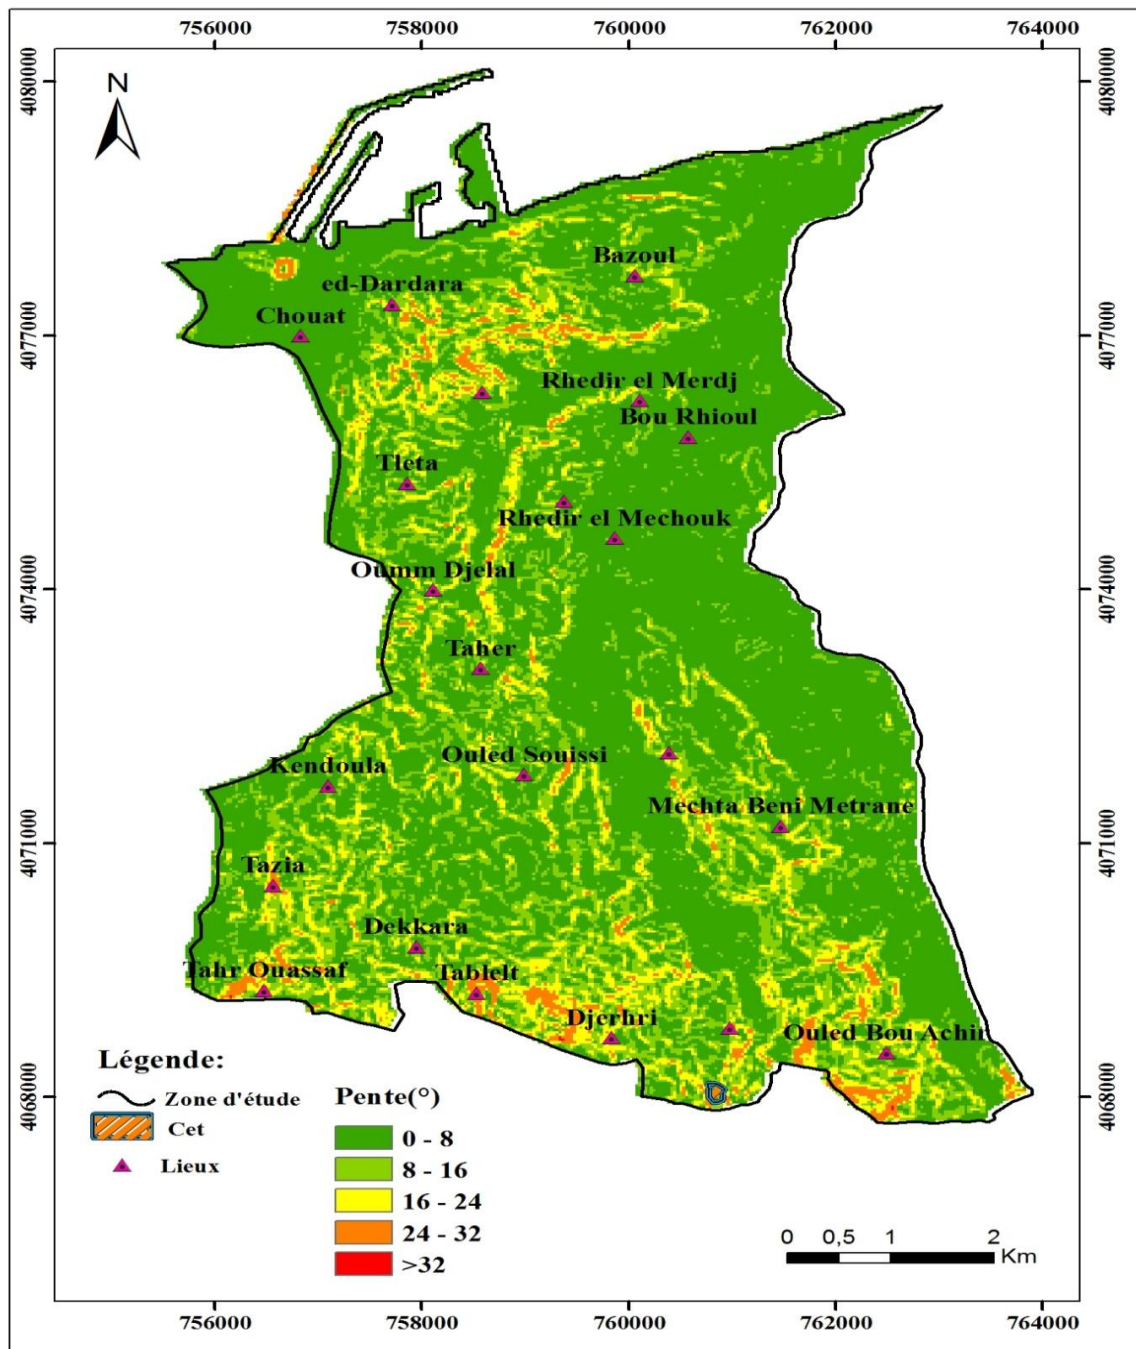 756000 758000 760000 762000 764000
4080000 4080000
N
Bazoul
ed-Dardara
Chouat
4077000 4077000
Rhedir el Merdj
Bou Rhioul
Tleta
Rhedir el Mechouk
Oumm Djelal
4074000 4074000
Taher
Ouled Souissi
Kendoula
Mechta Beni Metrane
4071000 4071000
Tazia
Dekkara
Tahr Ouassaf
Tablelt
Djerhri
Ouled Bou Achir
4068000 4068000
Légende:
Zone d'étude
Cet
Lieux
Pente(°)
0 - 8
8 - 16
16 - 24
24 - 32
>32
0 0,5 1 2
Km
756000 758000 760000 762000 764000